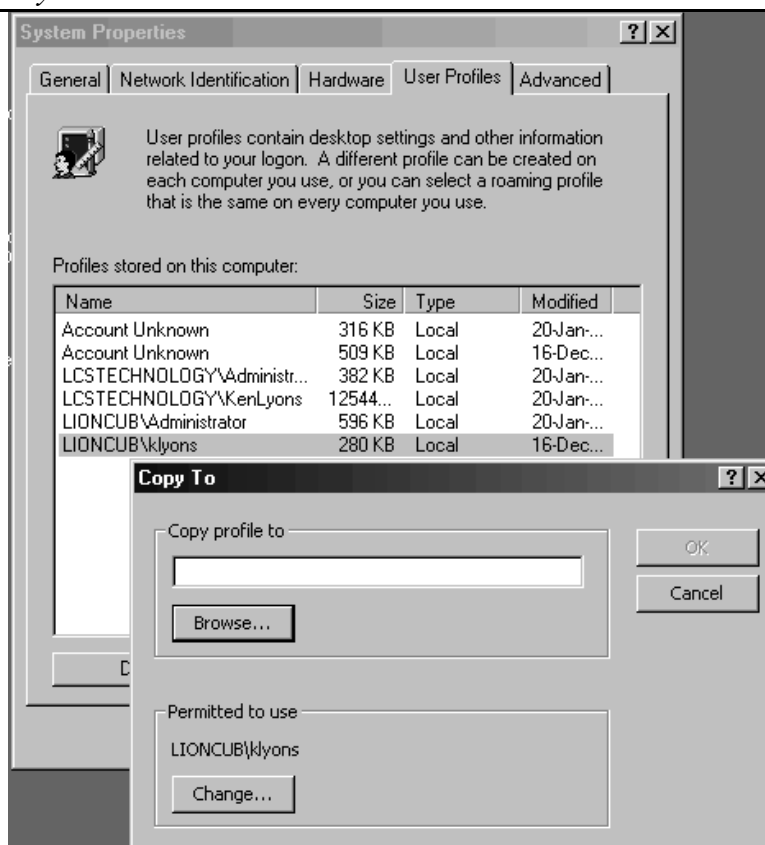 System Properties
General
Network Identification
Hardware
User Profiles
Advanced
User profiles contain desktop settings and other information
related to your logon. A different profile can be created on
each computer you use, or you can select a roaming profile
that is the same on every computer you use.
Profiles stored on this computer:
Name Size Type Modified
Account Unknown 316 KB Local 20-Jan-...
Account Unknown 509 KB Local 16-Dec...
LCSTECHNOLOGY\Administr... 382 KB Local 20-Jan-...
LCSTECHNOLOGY\KenLyons 12544... Local 20-Jan-...
LIONCUB\Administrator 596 KB Local 20-Jan-...
LIONCUB\klyons 280 KB Local 16-Dec...
Copy To
Copy profile to
OK
Cancel
Browse...
D
Permitted to use
LIONCUB\klyons
Change...